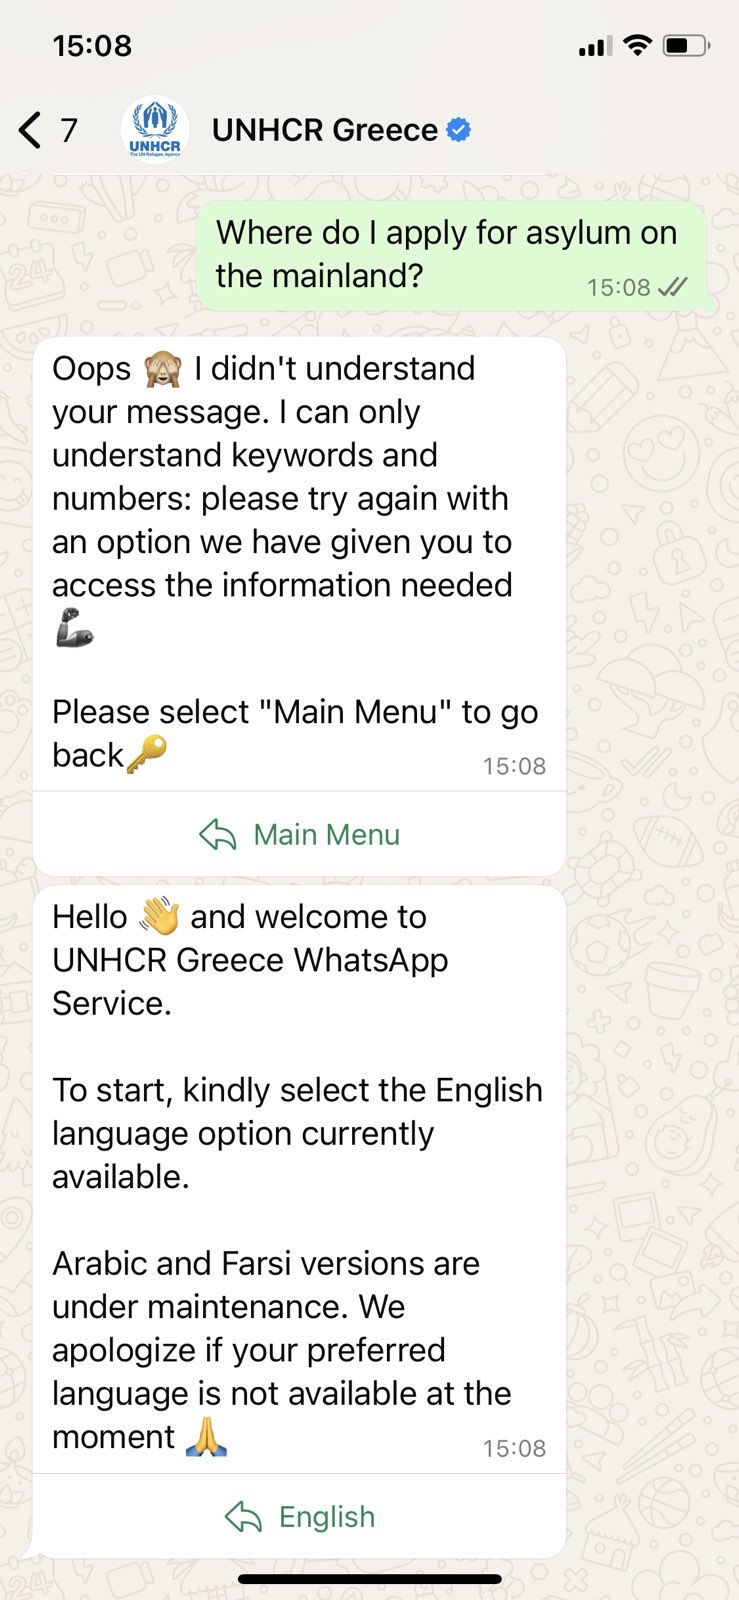 15:08
7
UNHCR
The UN Refugee Agency
UNHCR Greece
Where do I apply for asylum on
the mainland?
15:08
Oops 🙈 I didn't understand
your message. I can only
understand keywords and
numbers: please try again with
an option we have given you to
access the information needed
🦾
Please select "Main Menu" to go
back🔑
15:08
Main Menu
Hello 👋 and welcome to
UNHCR Greece WhatsApp
Service.
To start, kindly select the English
language option currently
available.
Arabic and Farsi versions are
under maintenance. We
apologize if your preferred
language is not available at the
moment 🙏
15:08
English